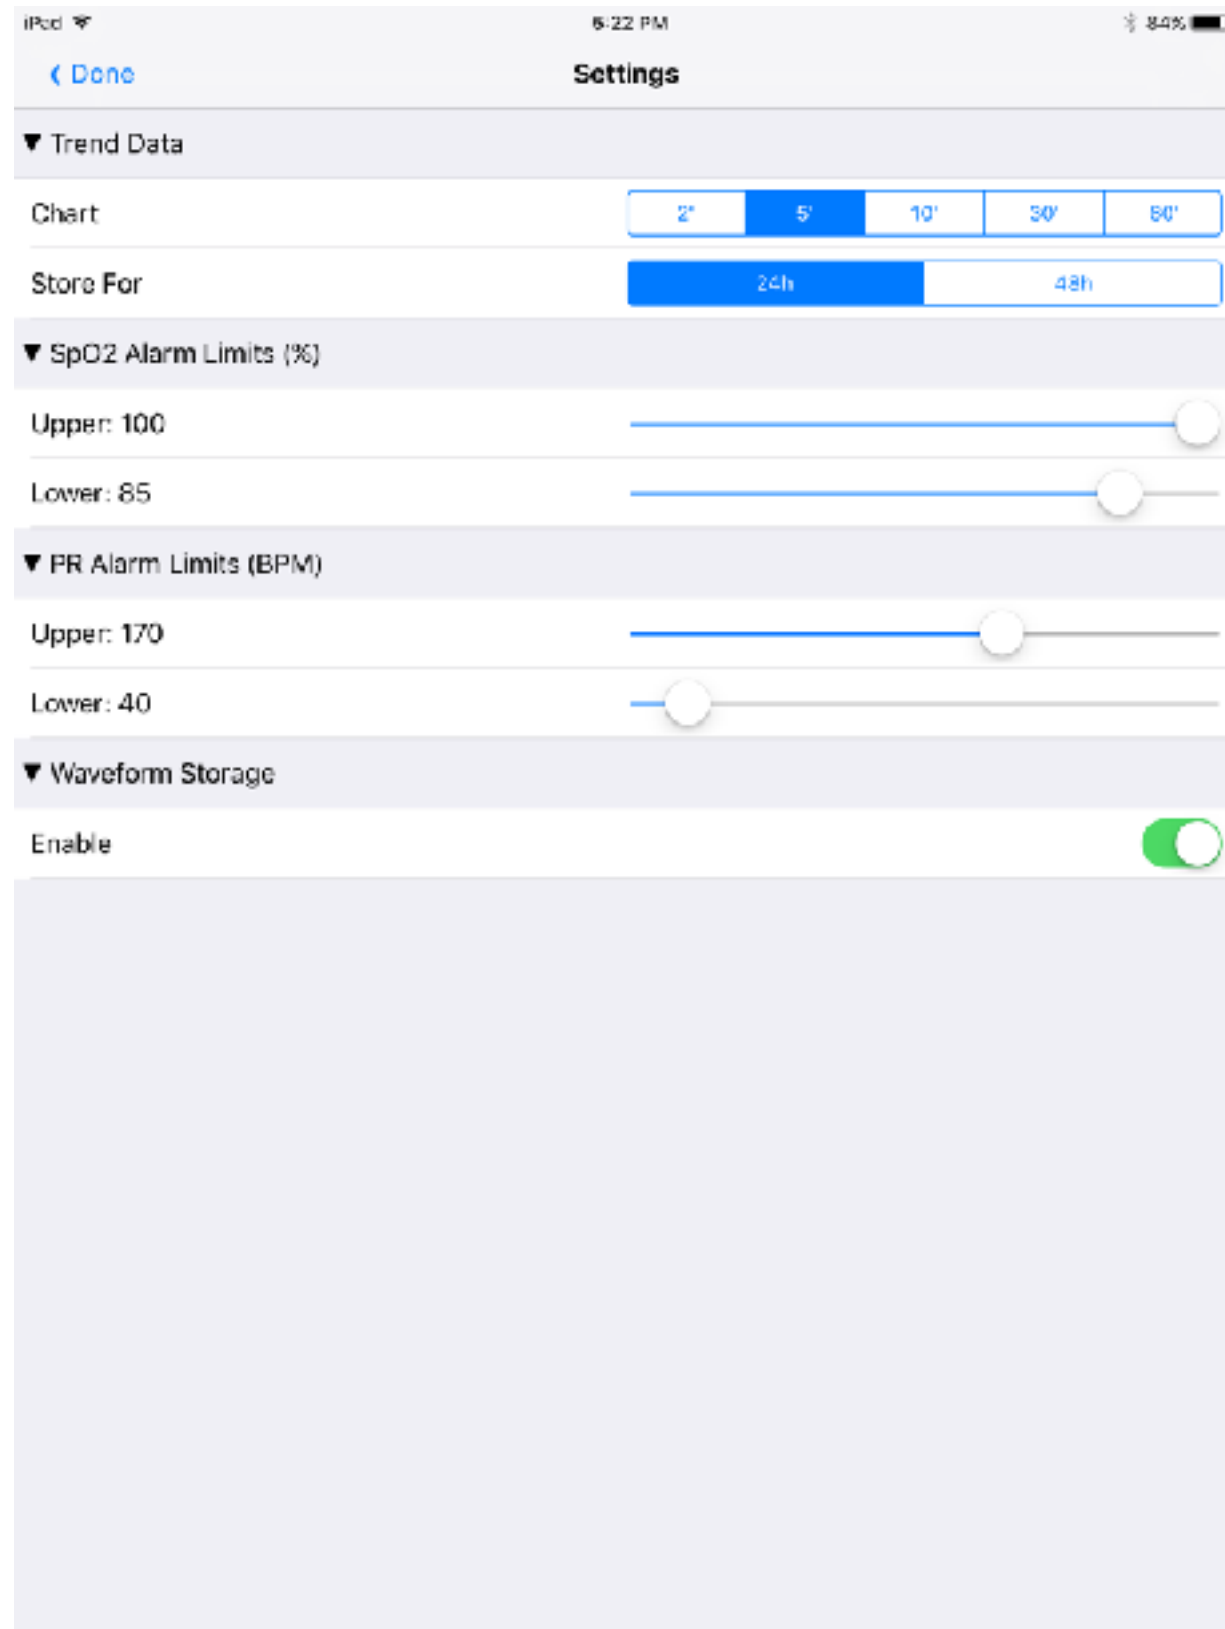 iPad 6:22 PM 84%
Done Settings
Trend Data
Chart 2' 5' 10' 30' 60'
Store For 24h 48h
SpO2 Alarm Limits (%)
Upper: 100
Lower: 85
PR Alarm Limits (BPM)
Upper: 170
Lower: 40
Waveform Storage
Enable